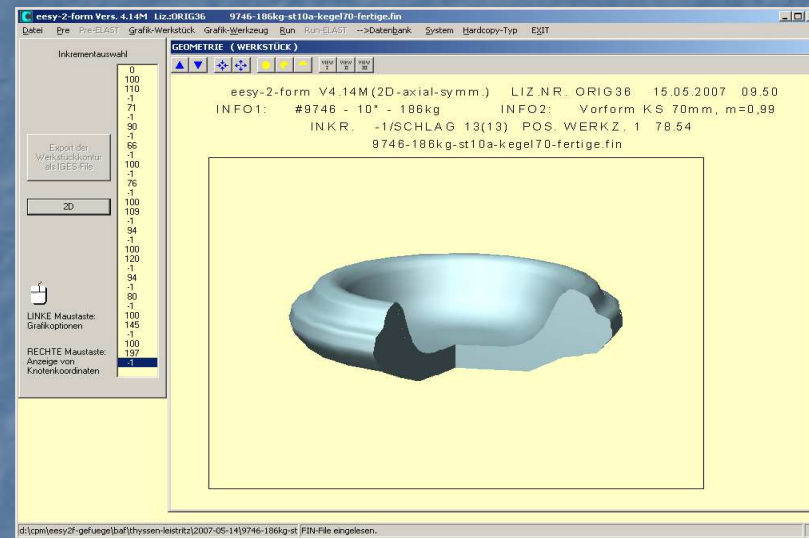 eesy-2-form Vers. 4.14M Liz.:ORIG36 9746-186kg-st10a-kegel70-fertige.fin
Datei Pre Pre-ELAST Grafik-Werkstück Grafik-Werkzeug Run Run-ELAST -->Datenbank System Hardcopy-Typ EXIT
Inkrementauswahl
0
100
110
-1
71
-1
90
-1
66
-1
100
-1
76
-1
100
109
-1
94
-1
100
120
-1
94
-1
80
-1
100
145
-1
100
197
-1
Export der
Werkstückkontur
als IGES-File
2D
LINKE Maustaste:
Grafikoptionen
RECHTE Maustaste:
Anzeige von
Knotenkoordinaten
GEOMETRIE ( WERKSTÜCK )
VIEW I VIEW II VIEW III
eesy-2-form V4.14M(2D-axial-symm.) LIZ.NR. ORIG36 15.05.2007 09.50
INFO1: #9746 - 10" - 186kg INFO2: Vorform KS 70mm, m=0,99
INKR. -1/SCHLAG 13(13) POS. WERKZ. 1 78.54
9746-186kg-st10a-kegel70-fertige.fin
d:\cpm\eesy2f-gefuege\baf\thyssen-leistritz\2007-05-14\9746-186kg-st FIN-File eingelesen.